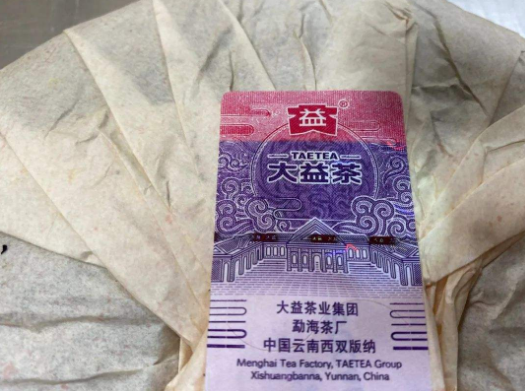 益®
TAETEA
大益茶
大益茶业集团
勐海茶厂
中国云南西双版纳
Menghai Tea Factory, TAETEA Group
Xishuangbanna, Yunnan, China